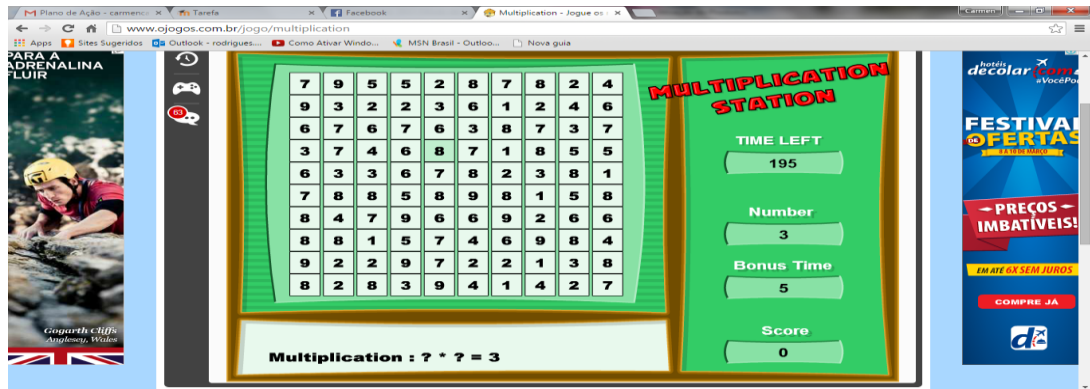 M Plano de Ação - carmenc
Tarefa
Facebook
Multiplication - Jogue os
Carmen
www.ojogos.com.br/jogo/multiplication
Apps
Sites Sugeridos
Outlook - rodrigues....
Como Ativar Windo...
MSN Brasil - Outloo...
Nova guia
PARA A
ADRENALINA
FLUIR
Gogarth Cliffs
Anglesey, Wales
63
7 9 5 5 2 8 7 8 2 4
9 3 2 2 3 6 1 2 4 6
6 7 6 7 6 3 8 7 3 7
3 7 4 6 8 7 1 8 5 5
6 3 3 6 7 8 2 3 8 1
7 8 8 5 8 9 8 1 5 8
8 4 7 9 6 6 9 2 6 6
8 8 1 5 7 4 6 9 8 4
9 2 2 9 7 2 2 1 3 8
8 2 8 3 9 4 1 4 2 7
Multiplication : ? * ? = 3
MULTIPLICATION
STATION
TIME LEFT
195
Number
3
Bonus Time
5
Score
0
hotéis
decolar.com
FESTIVAL
DE OFERTAS
PREÇOS
IMBATÍVEIS!
EM ATÉ 6X SEM JUROS
COMPRE JÁ
d